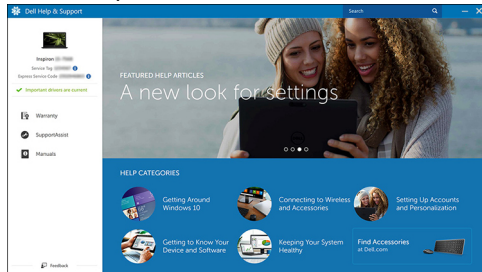 Dell Help & Support
Search
Inspiron
Service Tag:
Express Service Code:
Important drivers are current
Warranty
SupportAssist
Manuals
Feedback
FEATURED HELP ARTICLES
A new look for settings
HELP CATEGORIES
Getting Around
Windows 10
Connecting to Wireless
and Accessories
Setting Up Accounts
and Personalization
Getting to Know Your
Device and Software
Keeping Your System
Healthy
Find Accessories
at Dell.com